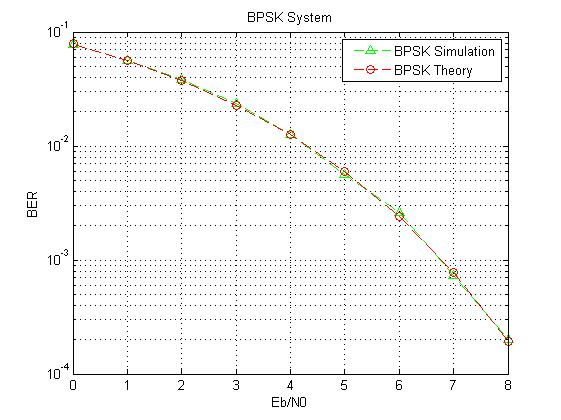 BPSK System
BPSK Simulation
BPSK Theory
BER
10^-1
10^-2
10^-3
10^-4
0 1 2 3 4 5 6 7 8
Eb/N0